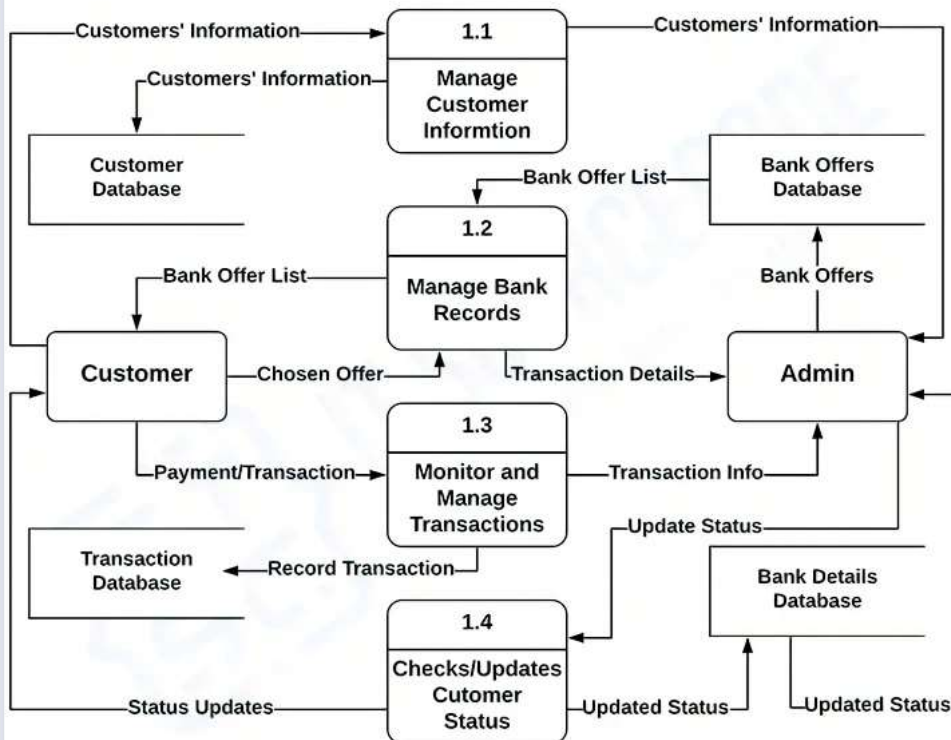 Customers' Information
1.1
Customers' Information
Customers' Information
Manage
Customer
Informtion
Customer
Database
Bank Offer List
Bank Offers
Database
1.2
Bank Offer List
Manage Bank
Records
Bank Offers
Customer
Chosen Offer
Transaction Details
Admin
1.3
Payment/Transaction
Monitor and
Manage
Transactions
Transaction Info
Update Status
Transaction
Database
Record Transaction
Bank Details
Database
1.4
Checks/Updates
Cutomer
Status
Status Updates
Updated Status
Updated Status